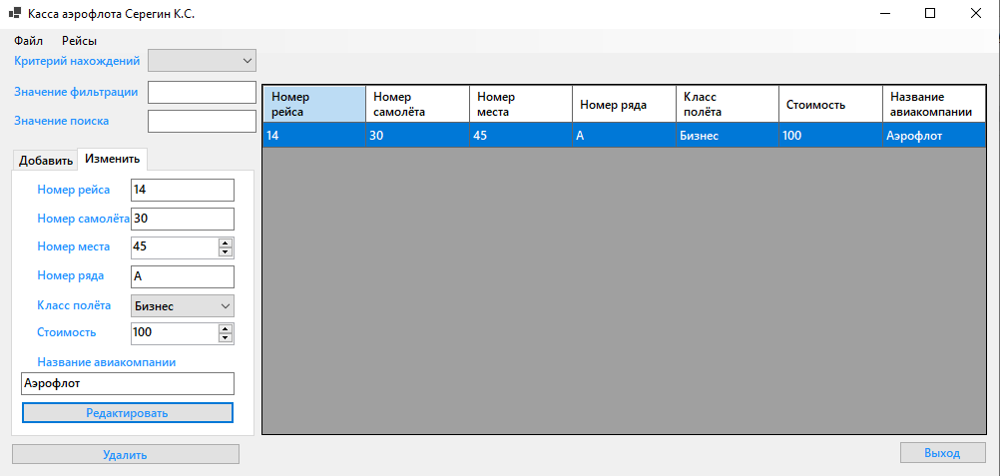 Касса аэрофлота Серегин К.С.
Файл Рейсы
Критерий нахождений
Значение фильтрации
Значение поиска
Добавить Изменить
Номер рейса 14
Номер самолёта 30
Номер места 45
Номер ряда А
Класс полёта Бизнес
Стоимость 100
Название авиакомпании
Аэрофлот
Редактировать
Удалить
Номер рейса Номер самолёта Номер места Номер ряда Класс полёта Стоимость Название авиакомпании
14 30 45 А Бизнес 100 Аэрофлот
Выход